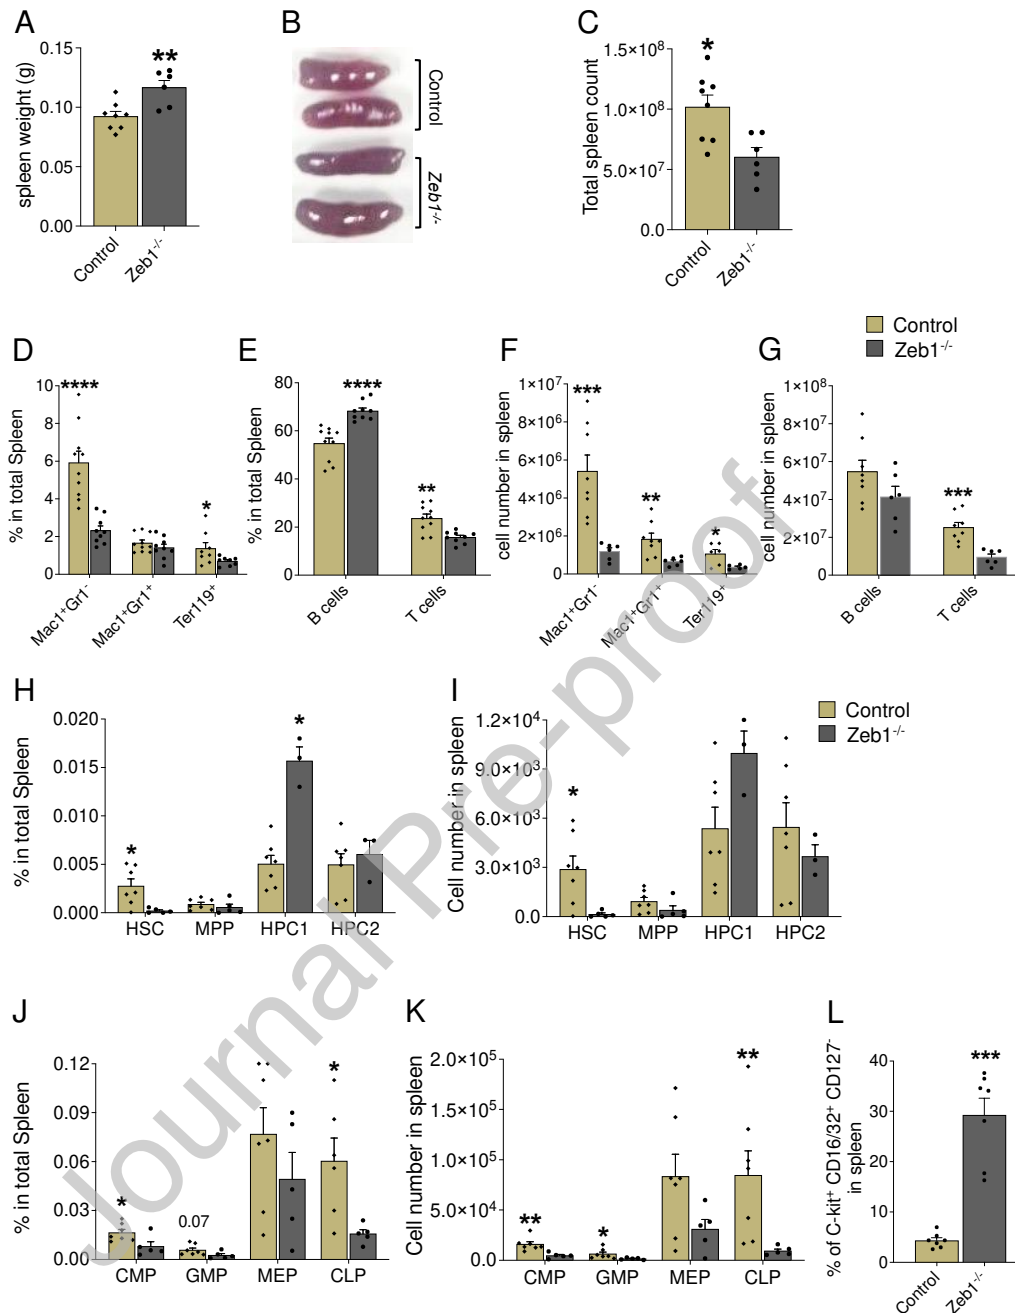 A
spleen weight (g)
0.15
0.10
0.05
0.00
**
Control
Zeb1-/-
B
Control
Zeb1-/-
C
Total spleen count
1.5×10⁸
1.0×10⁸
5.0×10⁷
0.0
*
Control
Zeb1-/-
Control
Zeb1-/-
D
% in total Spleen
10
8
6
4
2
0
****
*
Mac1⁺Gr1⁻
Mac1⁺Gr1⁺
Ter119⁺
E
% in total Spleen
80
60
40
20
0
****
**
B cells
T cells
F
cell number in spleen
1×10⁷
8×10⁶
6×10⁶
4×10⁶
2×10⁶
0
***
**
*
Mac1⁺Gr1⁻
Mac1⁺Gr1⁺
Ter119⁺
G
cell number in spleen
1×10⁸
8×10⁷
6×10⁷
4×10⁷
2×10⁷
0
***
B cells
T cells
H
% in total Spleen
0.020
0.015
0.010
0.005
0.000
*
*
HSC
MPP
HPC1
HPC2
I
Cell number in spleen
1.2×10⁴
9.0×10³
6.0×10³
3.0×10³
0.0
*
HSC
MPP
HPC1
HPC2
Control
Zeb1-/-
J
% in total Spleen
0.12
0.09
0.06
0.03
0.00
*
0.07
*
CMP
GMP
MEP
CLP
K
Cell number in spleen
2.0×10⁵
1.5×10⁵
1.0×10⁵
5.0×10⁴
0.0
**
*
**
CMP
GMP
MEP
CLP
L
% of C-kit⁺ CD16/32⁺ CD127⁻
in spleen
40
30
20
10
0
***
Control
Zeb1-/-
Journal Pre-proof